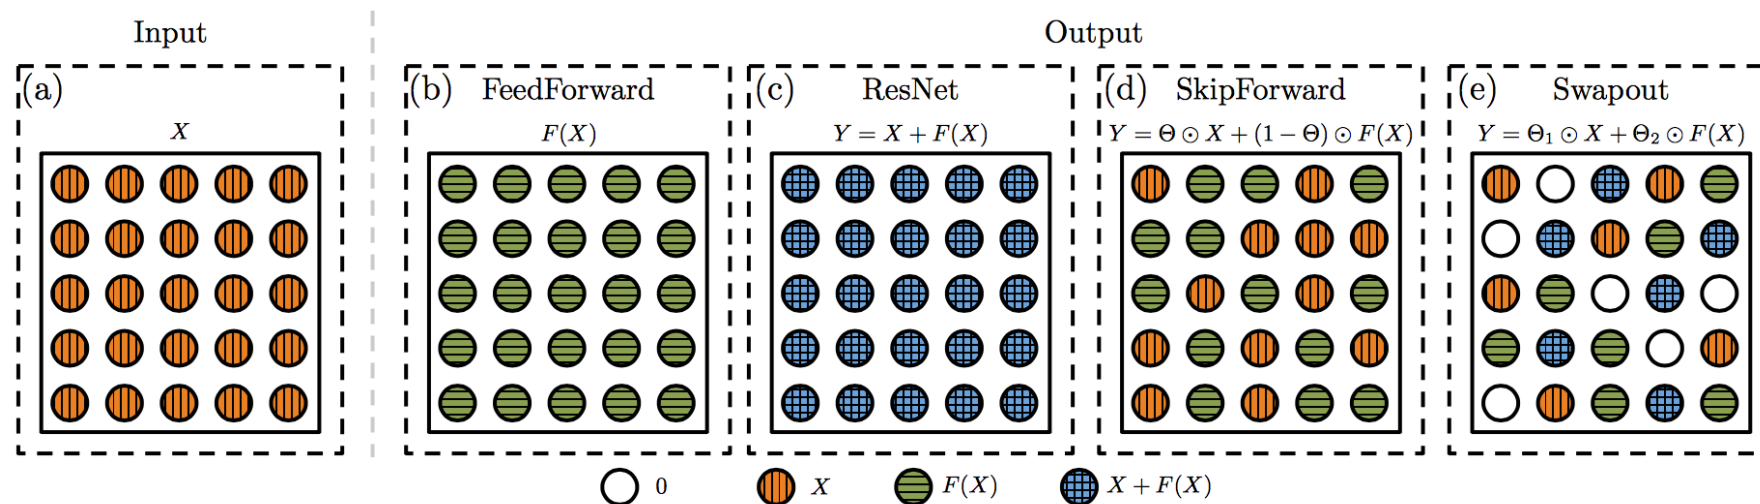 Input
Output
(a)
X
(b) FeedForward
F(X)
(c) ResNet
Y = X + F(X)
(d) SkipForward
Y = Θ ⊙ X + (1 − Θ) ⊙ F(X)
(e) Swapout
Y = Θ₁ ⊙ X + Θ₂ ⊙ F(X)
0 X F(X) X + F(X)